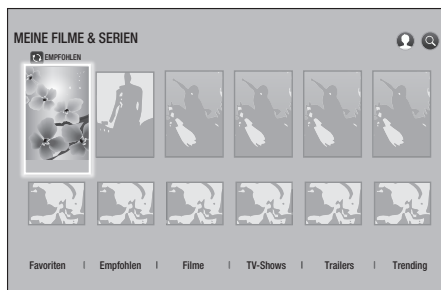 MEINE FILME & SERIEN
EMPFOHLEN
Favoriten | Empfohlen | Filme | TV-Shows | Trailers | Trending